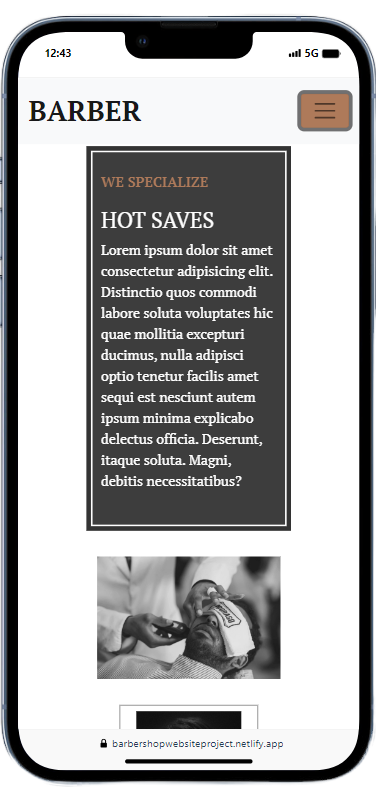 12:43
5G
BARBER
WE SPECIALIZE
HOT SAVES
Lorem ipsum dolor sit amet
consectetur adipisicing elit.
Distinctio quos commodi
labore soluta voluptates hic
quae mollitia excepturi
ducimus, nulla adipisci
optio tenetur facilis amet
sequi est nesciunt autem
ipsum minima explicabo
delectus officia. Deserunt,
itaque soluta. Magni,
debitis necessitatibus?
barbershopwebsiteproject.netlify.app